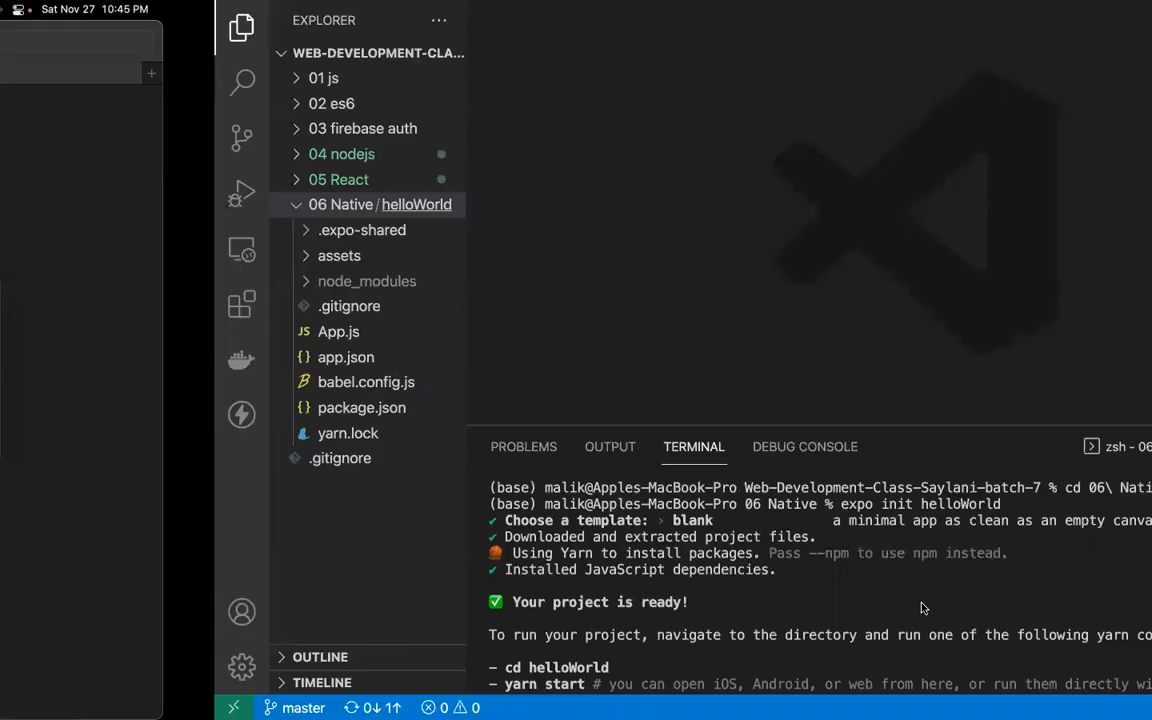 Sat Nov 27 10:45 PM
EXPLORER
WEB-DEVELOPMENT-CLA...
01 js
02 es6
03 firebase auth
04 nodejs
05 React
06 Native / helloWorld
.expo-shared
assets
node_modules
.gitignore
App.js
app.json
babel.config.js
package.json
yarn.lock
.gitignore
OUTLINE
TIMELINE
PROBLEMS OUTPUT TERMINAL DEBUG CONSOLE zsh - 06
(base) malik@Apples-MacBook-Pro Web-Development-Class-Saylani-batch-7 % cd 06\ Nati
(base) malik@Apples-MacBook-Pro 06 Native % expo init helloWorld
✔ Choose a template: › blank a minimal app as clean as an empty canva
✔ Downloaded and extracted project files.
🧶 Using Yarn to install packages. Pass --npm to use npm instead.
✔ Installed JavaScript dependencies.
✅ Your project is ready!
To run your project, navigate to the directory and run one of the following yarn co
- cd helloWorld
- yarn start # you can open iOS, Android, or web from here, or run them directly wi
master 0↓ 1↑ 0 0